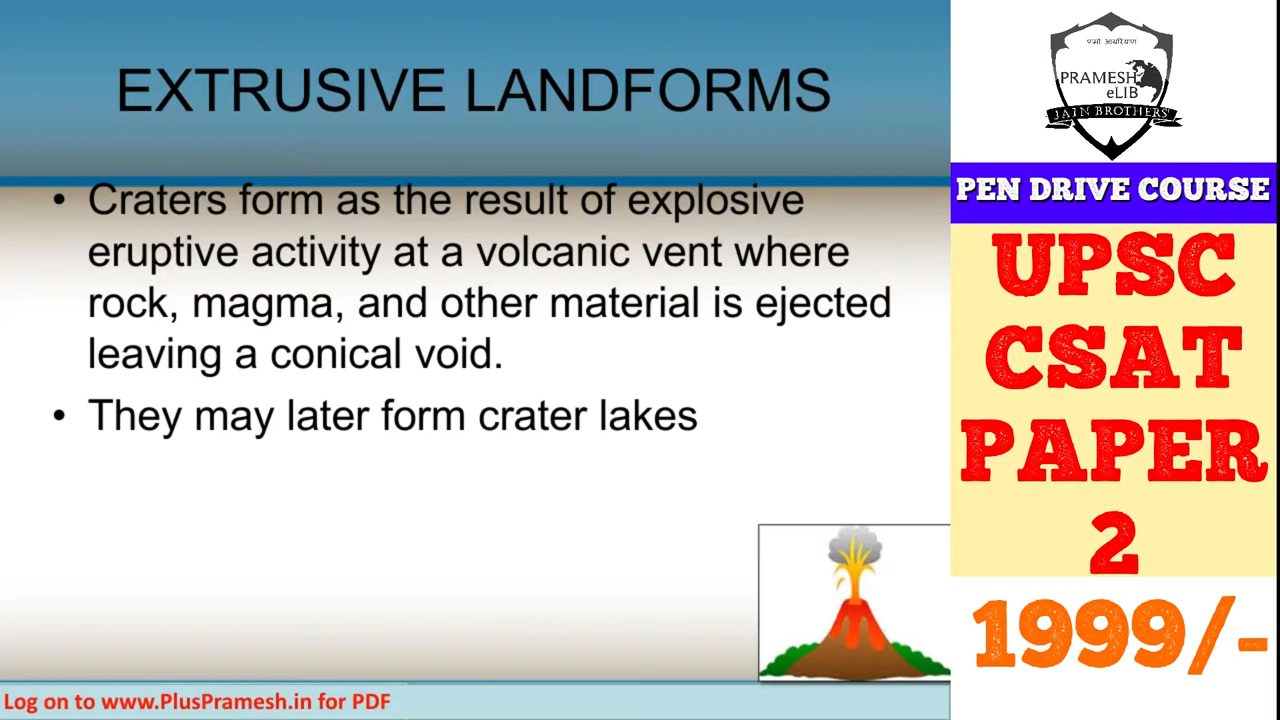 EXTRUSIVE LANDFORMS
• Craters form as the result of explosive
eruptive activity at a volcanic vent where
rock, magma, and other material is ejected
leaving a conical void.
• They may later form crater lakes
Log on to www.PlusPramesh.in for PDF
णमो आयरियाण
PRAMESH
eLIB
JAIN BROTHERS'
PEN DRIVE COURSE
UPSC
CSAT
PAPER
2
1999/-